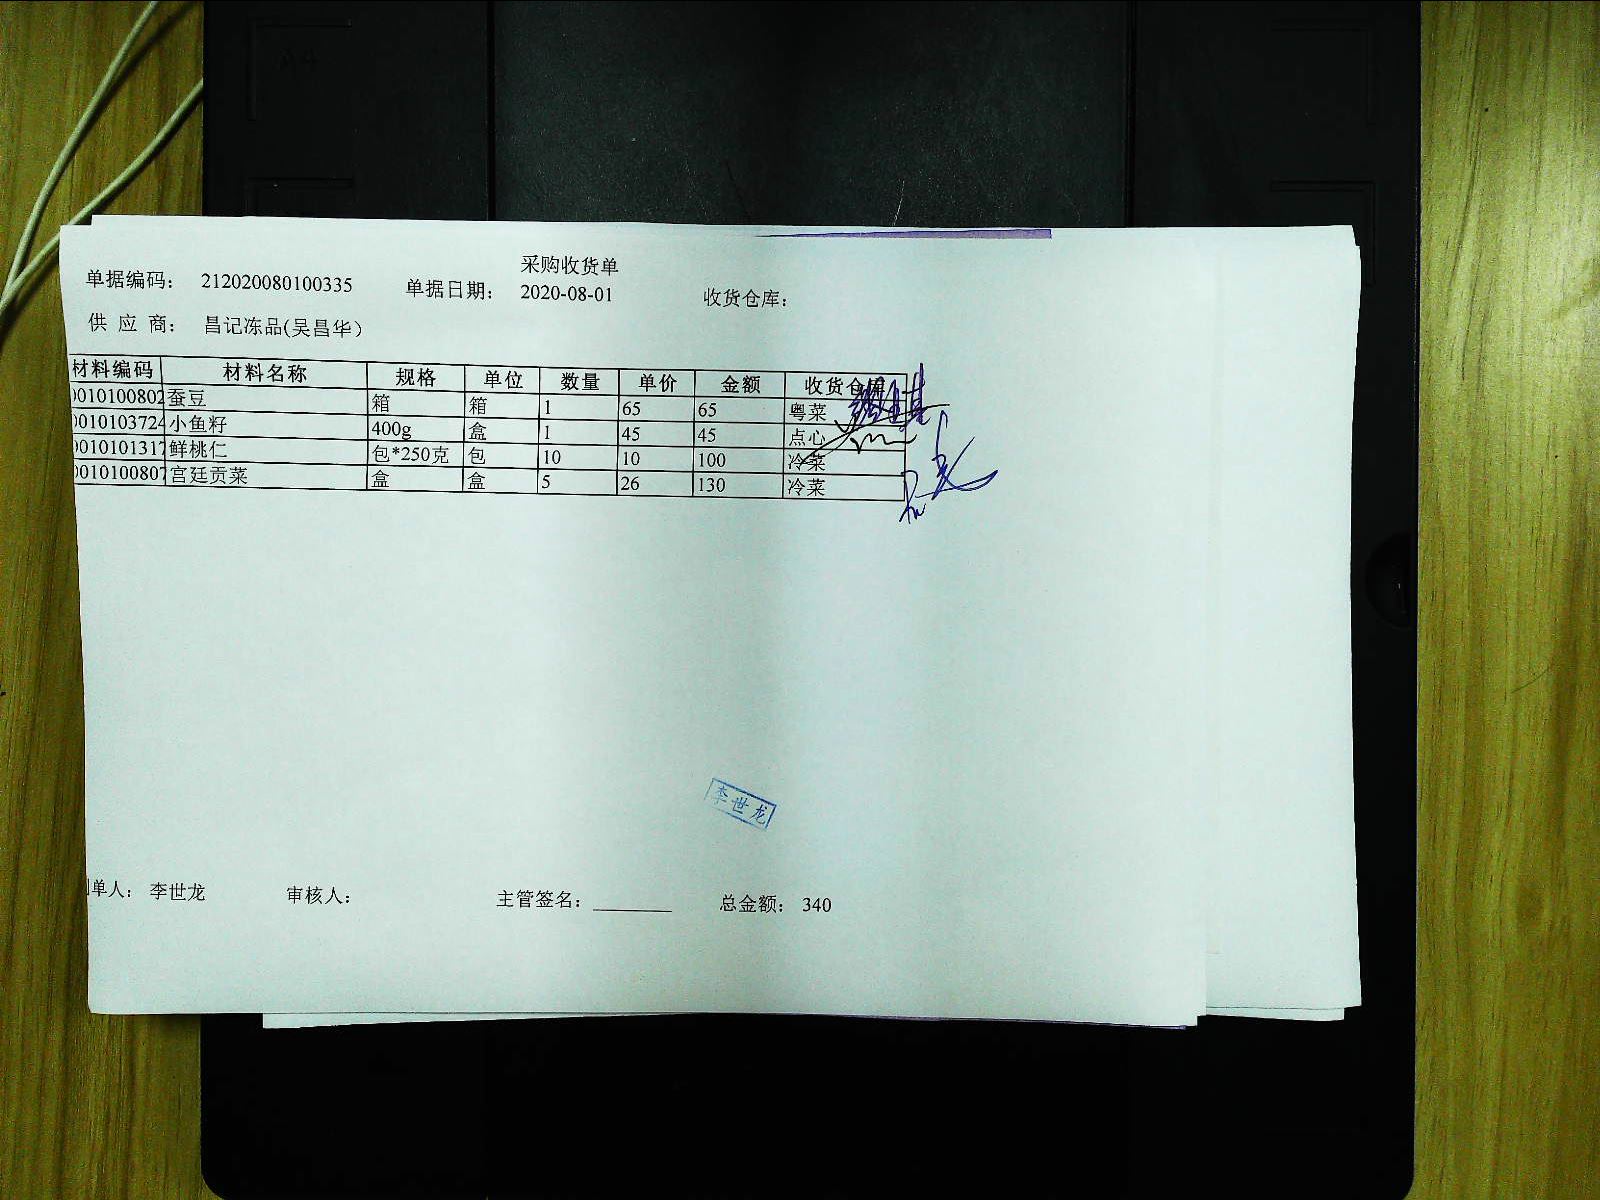 采购收货单
单据编码: 212020080100335 单据日期: 2020-08-01 收货仓库:
供 应 商: 昌记冻品(吴昌华)
材料编码 材料名称 规格 单位 数量 单价 金额 收货仓库
0010100802 蚕豆 箱 箱 1 65 65 粤菜
0010103724 小鱼籽 400g 盒 1 45 45 点心
0010101317 鲜桃仁 包*250克 包 10 10 100 冷菜
0010100807 宫廷贡菜 盒 盒 5 26 130 冷菜
李世龙
单人: 李世龙 审核人: 主管签名: ________ 总金额: 340